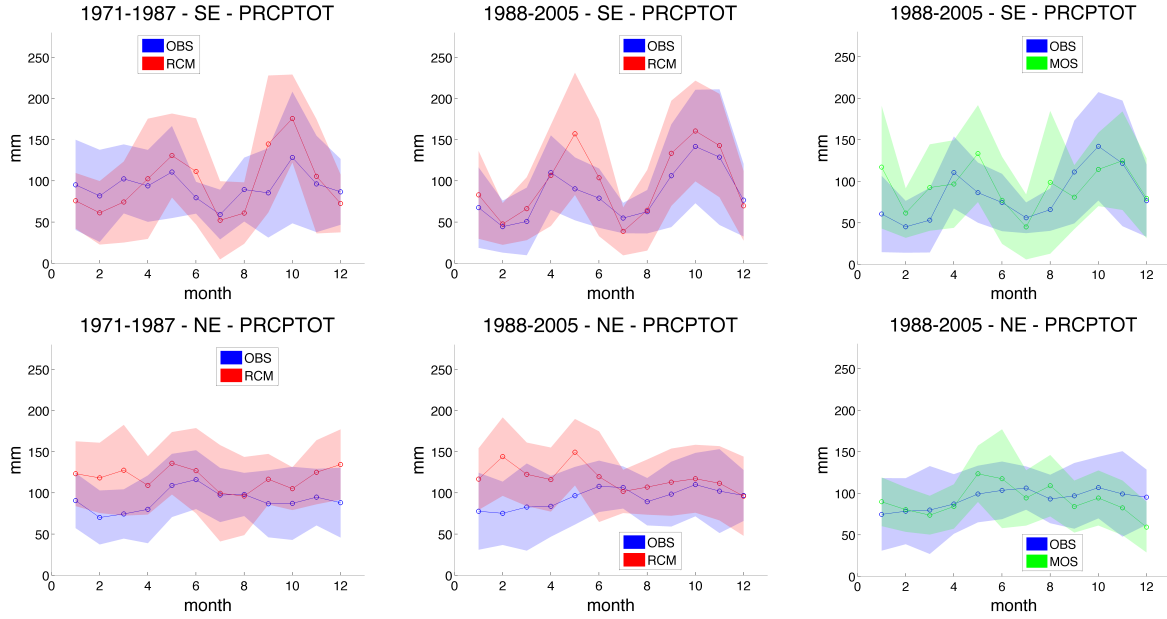 1971-1987 - SE - PRCPTOT
250
200
150
100
50
0
mm
OBS
RCM
0 2 4 6 8 10 12
month
1988-2005 - SE - PRCPTOT
250
200
150
100
50
0
mm
OBS
RCM
0 2 4 6 8 10 12
month
1988-2005 - SE - PRCPTOT
250
200
150
100
50
0
mm
OBS
MOS
0 2 4 6 8 10 12
month
1971-1987 - NE - PRCPTOT
250
200
150
100
50
0
mm
OBS
RCM
0 2 4 6 8 10 12
month
1988-2005 - NE - PRCPTOT
250
200
150
100
50
0
mm
OBS
RCM
0 2 4 6 8 10 12
month
1988-2005 - NE - PRCPTOT
250
200
150
100
50
0
mm
OBS
MOS
0 2 4 6 8 10 12
month